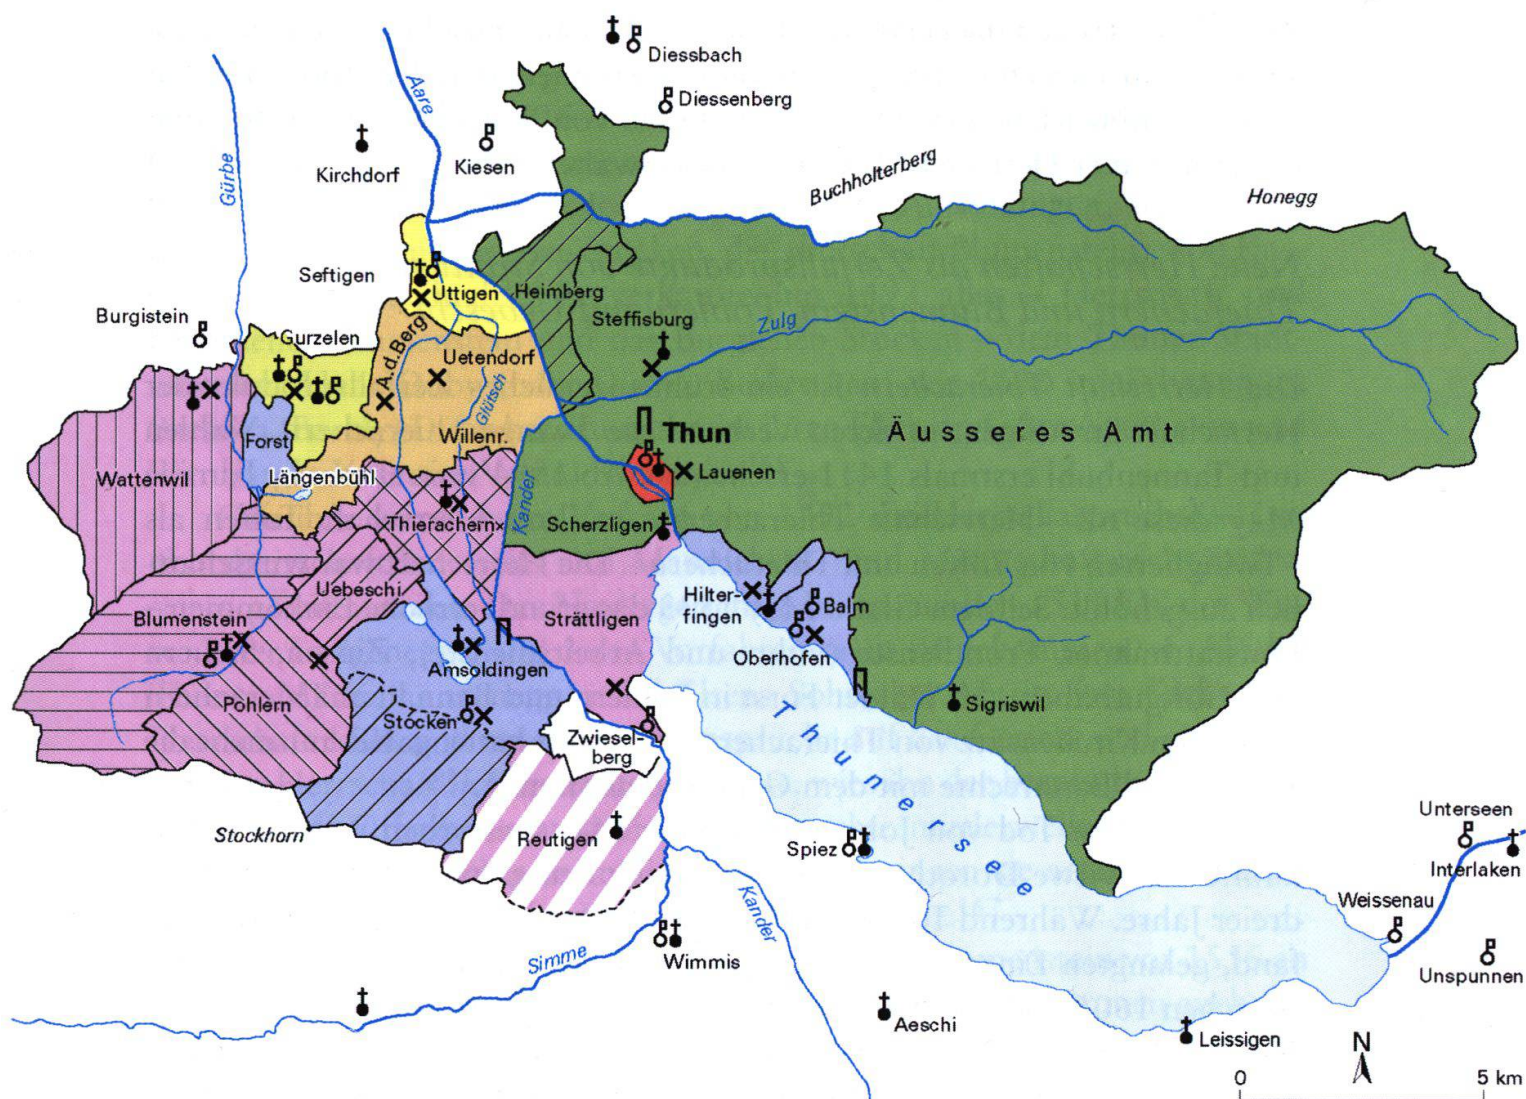 Diessbach
Diessenberg
Aare
Kirchdorf
Kiesen
Gürbe
Buchholterberg
Honegg
Seftigen
Uttigen
Heimberg
Burgistein
Gurzelen
A.d.Berg
Uetendorf
Steffisburg
Zulg
Glütsch
Forst
Willenr.
Thun
Äusseres Amt
Wattenwil
Längenbühl
Lauenen
Thierachern
Kander
Scherzligen
Uebeschi
Hilter-
fingen
Balm
Blumenstein
Strättligen
Amsoldingen
Oberhofen
Pohlern
Stocken
Sigriswil
Zwiesel-
berg
Thunersee
Stockhorn
Reutigen
Spiez
Unterseen
Interlaken
Weissenau
Kander
Simme
Wimmis
Unspunnen
Aeschi
Leissigen
N
0 5 km